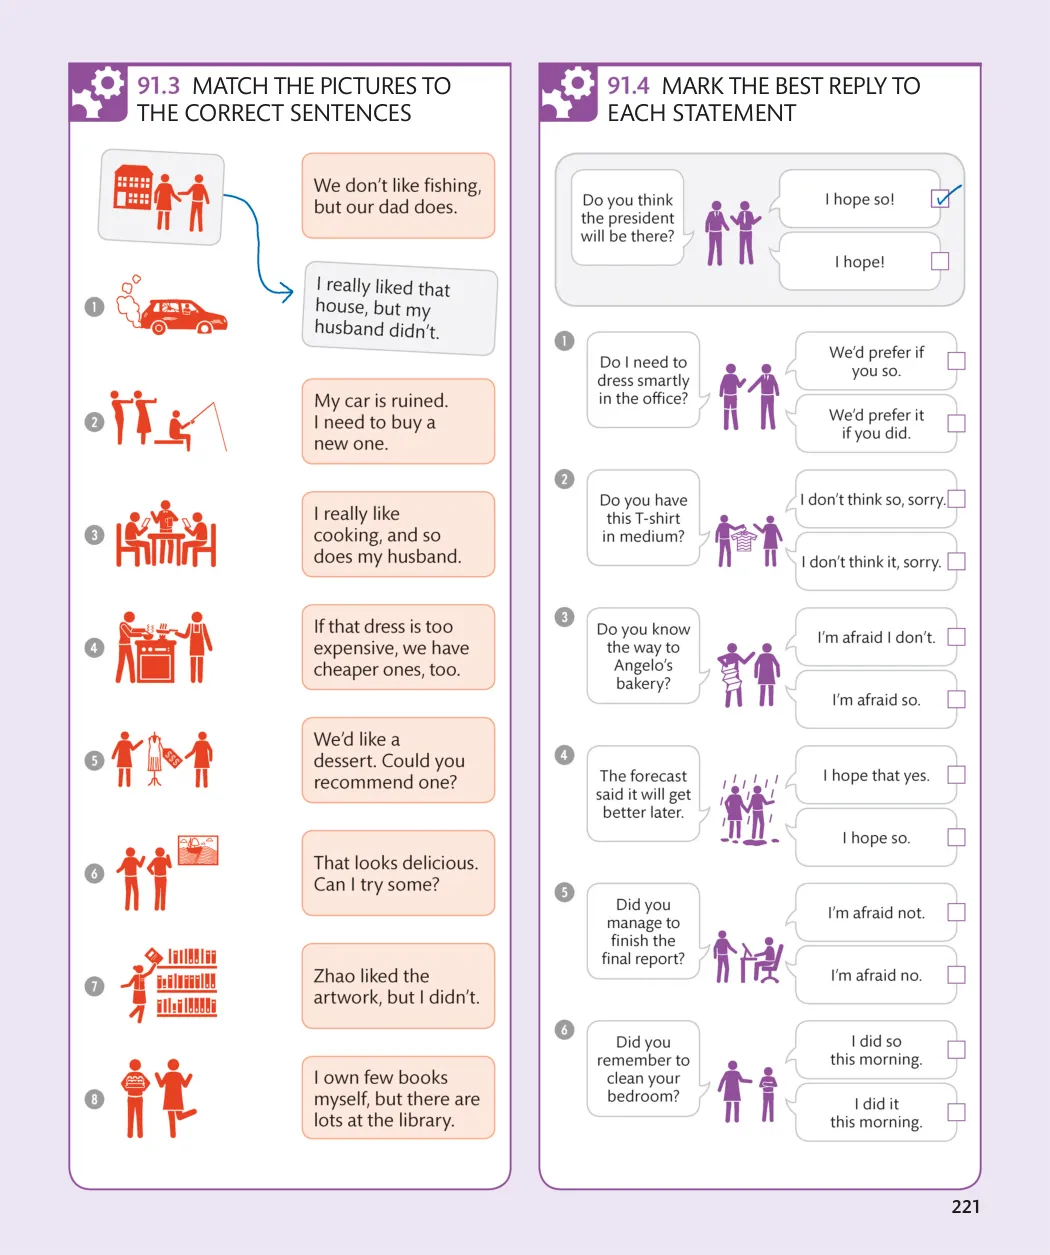 91.3 MATCH THE PICTURES TO
THE CORRECT SENTENCES
We don’t like fishing,
but our dad does.
I really liked that
house, but my
husband didn’t.
1
2
My car is ruined.
I need to buy a
new one.
3
I really like
cooking, and so
does my husband.
4
If that dress is too
expensive, we have
cheaper ones, too.
5
$$$
We’d like a
dessert. Could you
recommend one?
6
That looks delicious.
Can I try some?
7
Zhao liked the
artwork, but I didn’t.
8
I own few books
myself, but there are
lots at the library.
91.4 MARK THE BEST REPLY TO
EACH STATEMENT
Do you think
the president
will be there?
I hope so!
I hope!
1
Do I need to
dress smartly
in the office?
We’d prefer if
you so.
We’d prefer it
if you did.
2
Do you have
this T-shirt
in medium?
I don’t think so, sorry.
I don’t think it, sorry.
3
Do you know
the way to
Angelo’s
bakery?
I’m afraid I don’t.
I’m afraid so.
4
The forecast
said it will get
better later.
I hope that yes.
I hope so.
5
Did you
manage to
finish the
final report?
I’m afraid not.
I’m afraid no.
6
Did you
remember to
clean your
bedroom?
I did so
this morning.
I did it
this morning.
221